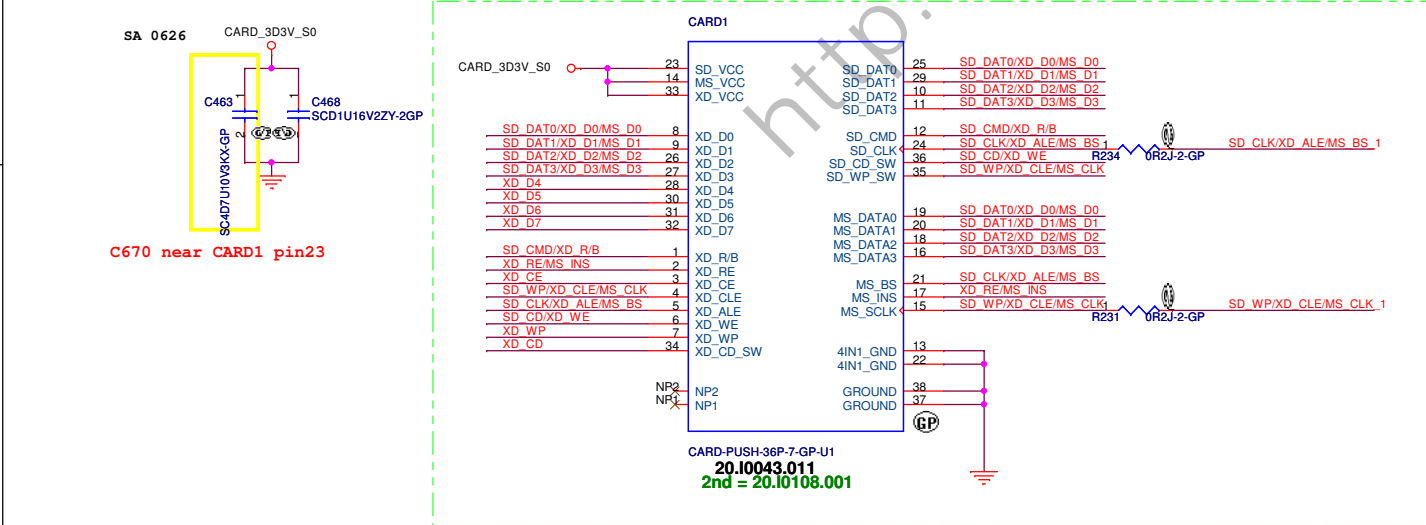 SA 0626
CARD_3D3V_S0
C463
1
2
SC4D7U10V3KX-GP
1
2
C468
SCD1U16V2ZY-2GP
C670 near CARD1 pin23
CARD1
CARD_3D3V_S0
23 SD_VCC
14 MS_VCC
33 XD_VCC
SD_DAT0/XD_D0/MS_D0 8 XD_D0
SD_DAT1/XD_D1/MS_D1 9 XD_D1
SD_DAT2/XD_D2/MS_D2 26 XD_D2
SD_DAT3/XD_D3/MS_D3 27 XD_D3
XD_D4 28 XD_D4
XD_D5 30 XD_D5
XD_D6 31 XD_D6
XD_D7 32 XD_D7
SD_CMD/XD_R/B 1 XD_R/B
XD_RE/MS_INS 2 XD_RE
XD_CE 3 XD_CE
SD_WP/XD_CLE/MS_CLK 4 XD_CLE
SD_CLK/XD_ALE/MS_BS 5 XD_ALE
SD_CD/XD_WE 6 XD_WE
XD_WP 7 XD_WP
XD_CD 34 XD_CD_SW
NP2 NP2
NP1 NP1
SD_DAT0 25 SD_DAT0/XD_D0/MS_D0
SD_DAT1 29 SD_DAT1/XD_D1/MS_D1
SD_DAT2 10 SD_DAT2/XD_D2/MS_D2
SD_DAT3 11 SD_DAT3/XD_D3/MS_D3
SD_CMD 12 SD_CMD/XD_R/B
SD_CLK 24 SD_CLK/XD_ALE/MS_BS 1 SD_CLK/XD_ALE/MS_BS_1
R234 0R2J-2-GP
SD_CD_SW 36 SD_CD/XD_WE
SD_WP_SW 35 SD_WP/XD_CLE/MS_CLK
MS_DATA0 19 SD_DAT0/XD_D0/MS_D0
MS_DATA1 20 SD_DAT1/XD_D1/MS_D1
MS_DATA2 18 SD_DAT2/XD_D2/MS_D2
MS_DATA3 16 SD_DAT3/XD_D3/MS_D3
MS_BS 21 SD_CLK/XD_ALE/MS_BS
MS_INS 17 XD_RE/MS_INS
MS_SCLK 15 SD_WP/XD_CLE/MS_CLK 1 SD_WP/XD_CLE/MS_CLK_1
R231 0R2J-2-GP
4IN1_GND 13
4IN1_GND 22
GROUND 38
GROUND 37
GP
CARD-PUSH-36P-7-GP-U1
20.I0043.011
2nd = 20.I0108.001
http: